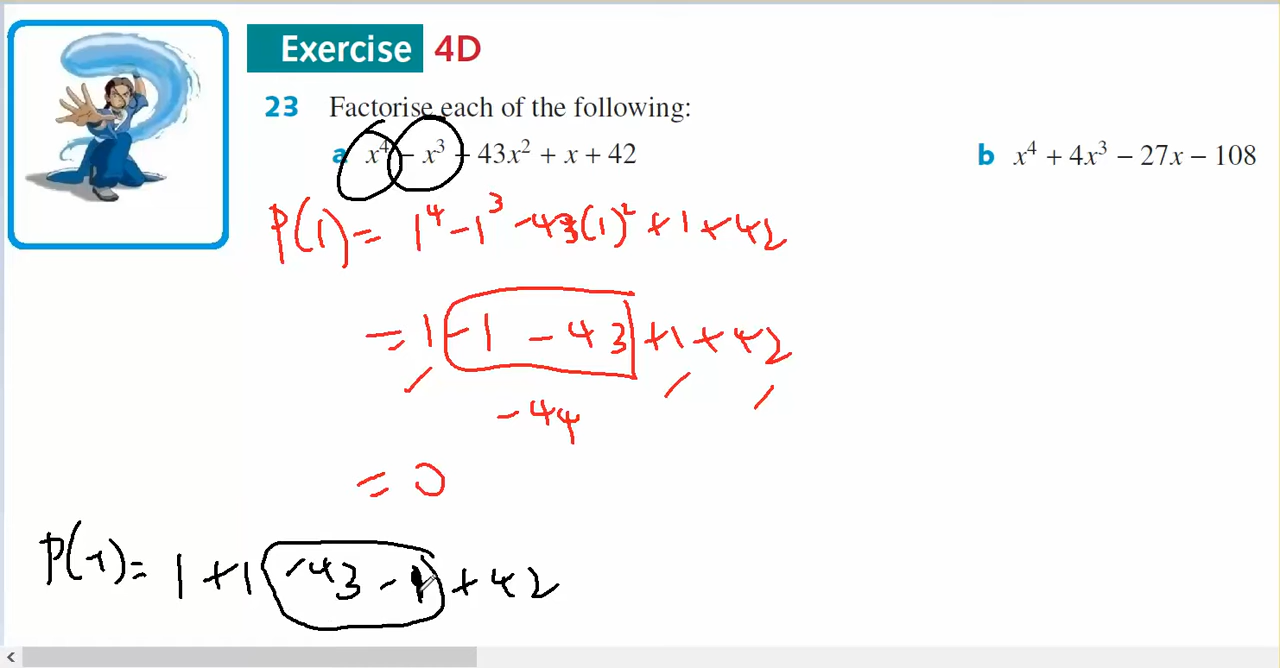 Exercise 4D
23 Factorise each of the following:
a x⁴ − x³ − 43x² + x + 42
b x⁴ + 4x³ − 27x − 108
P(1) = 1⁴ − 1³ − 43(1)² + 1 + 42
= 1 − 1 − 43 + 1 + 42
− 44
= 0
P(-1) = 1 + 1 − 43 − 1 + 42